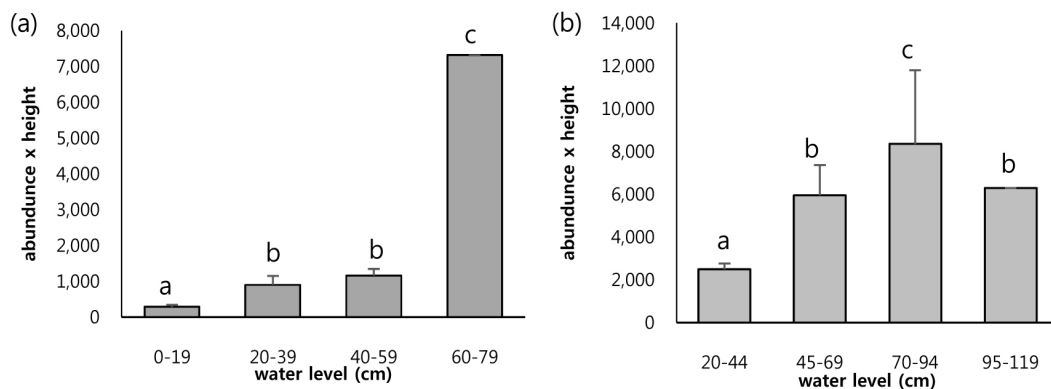 (a)
abundunce x height
8,000
7,000
6,000
5,000
4,000
3,000
2,000
1,000
0
a
b
b
c
0-19 20-39 40-59 60-79
water level (cm)
(b)
abundunce x height
14,000
12,000
10,000
8,000
6,000
4,000
2,000
0
a
b
c
b
20-44 45-69 70-94 95-119
water level (cm)